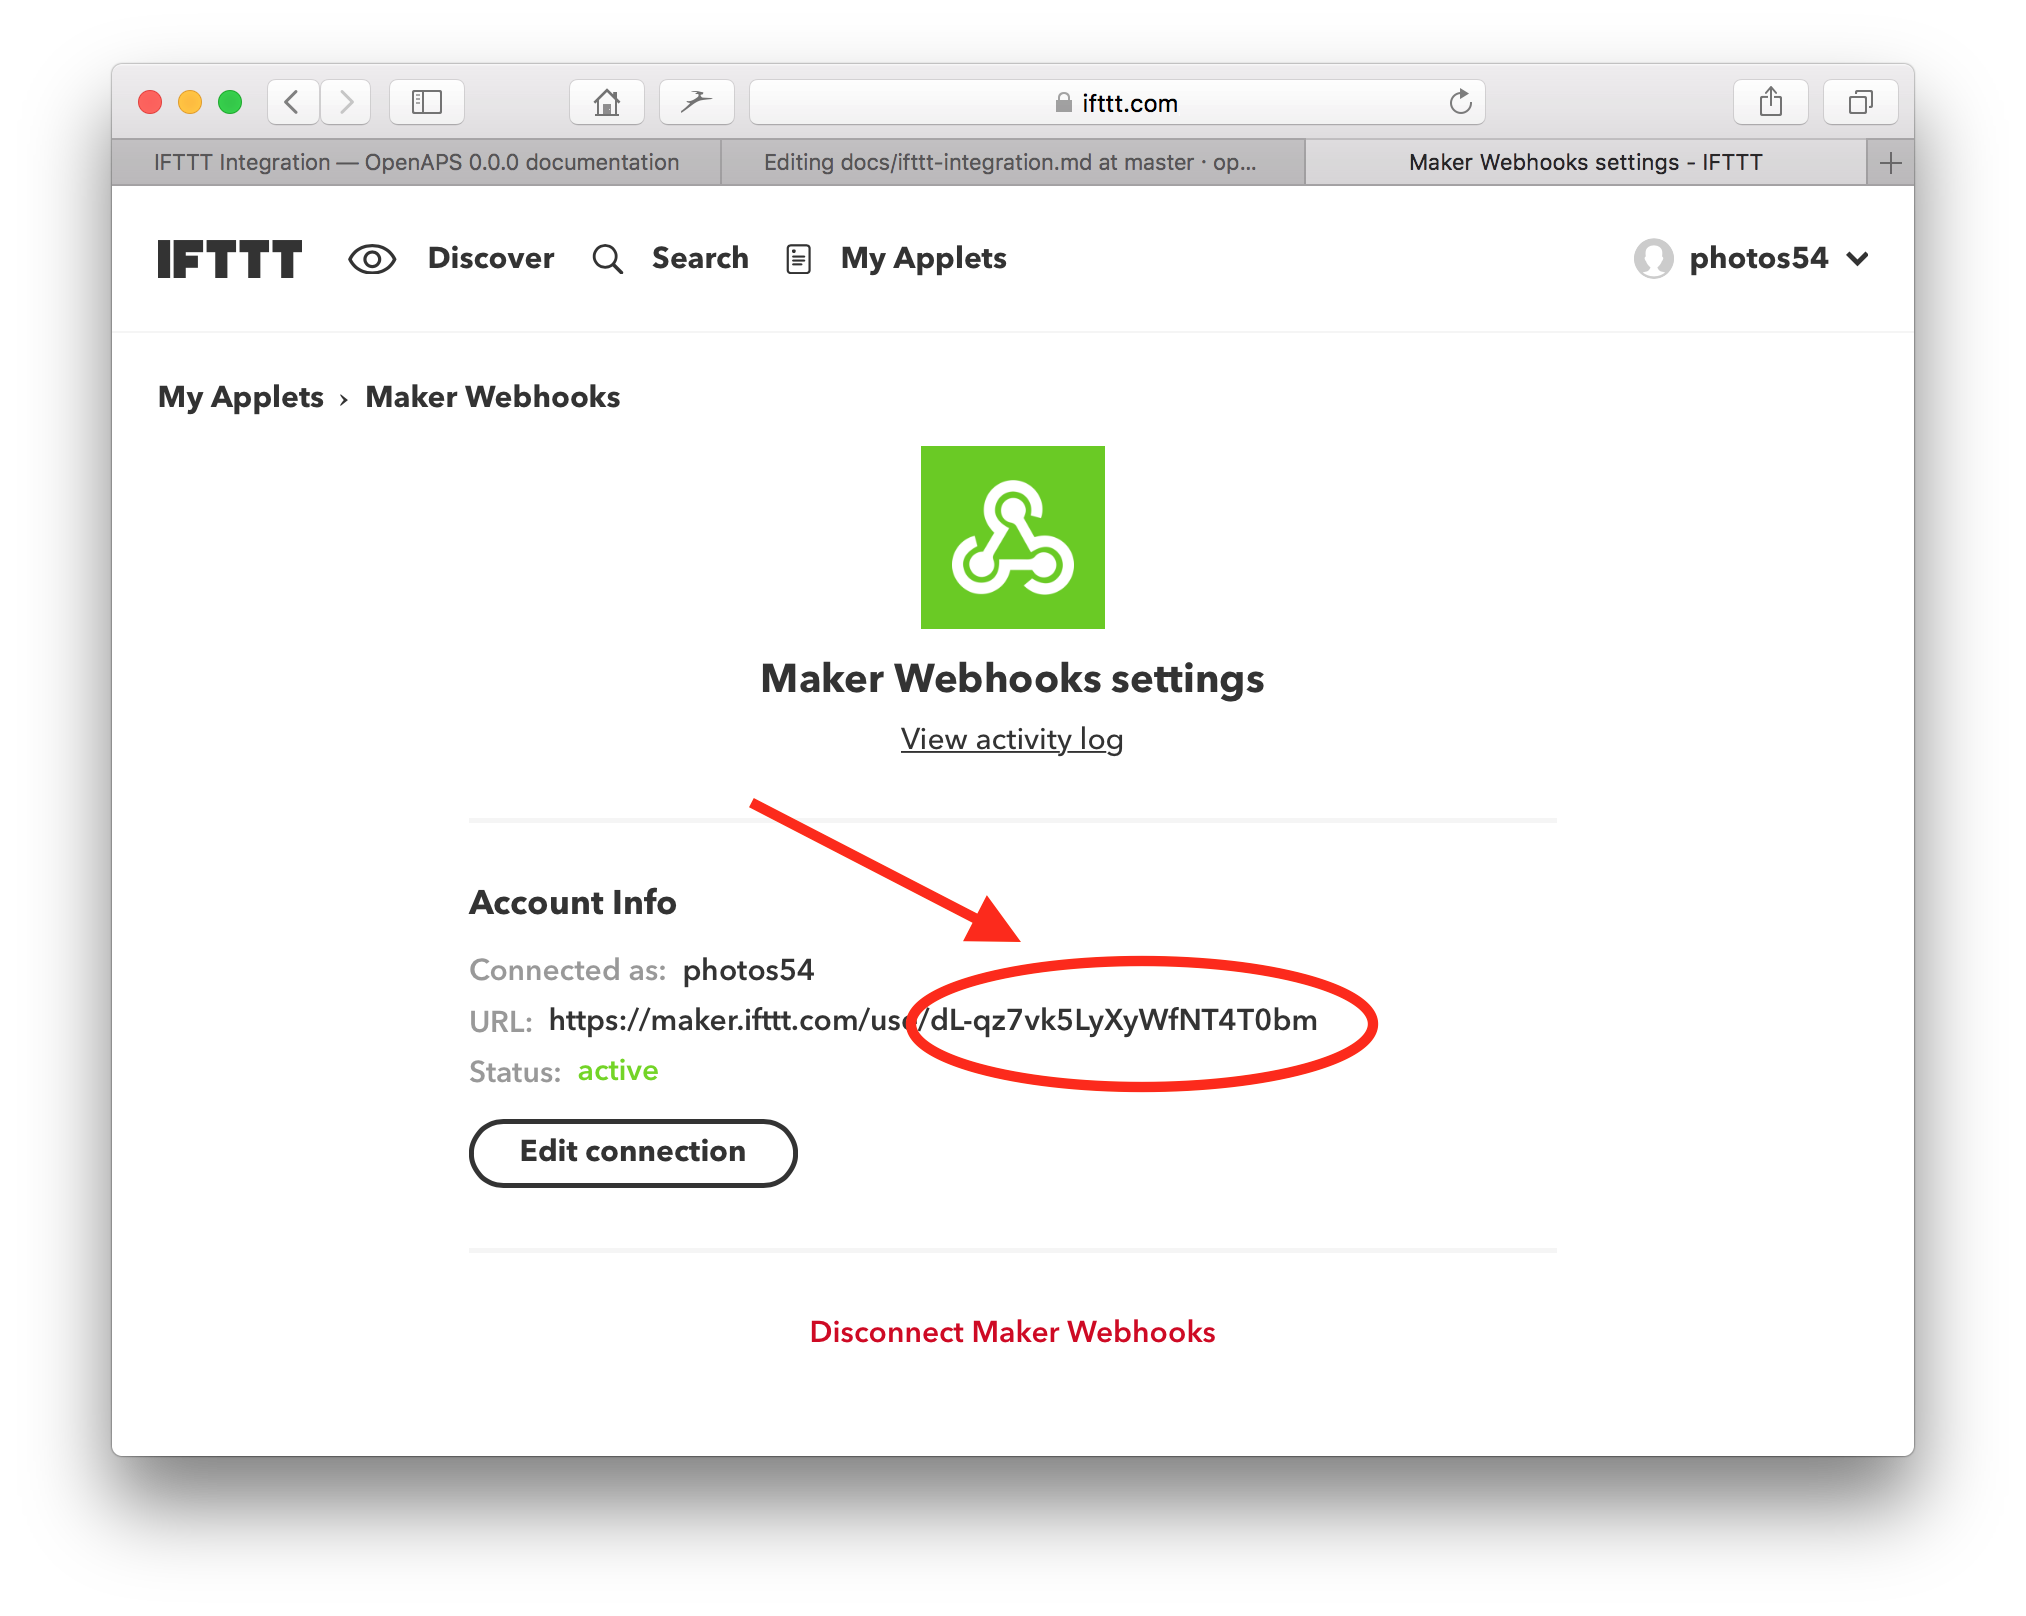 ifttt.com
IFTTT Integration — OpenAPS 0.0.0 documentation
Editing docs/ifttt-integration.md at master · op...
Maker Webhooks settings - IFTTT
IFTTT
Discover
Search
My Applets
photos54
My Applets › Maker Webhooks
Maker Webhooks settings
View activity log
Account Info
Connected as: photos54
URL: https://maker.ifttt.com/use/dL-qz7vk5LyXyWfNT4T0bm
Status: active
Edit connection
Disconnect Maker Webhooks